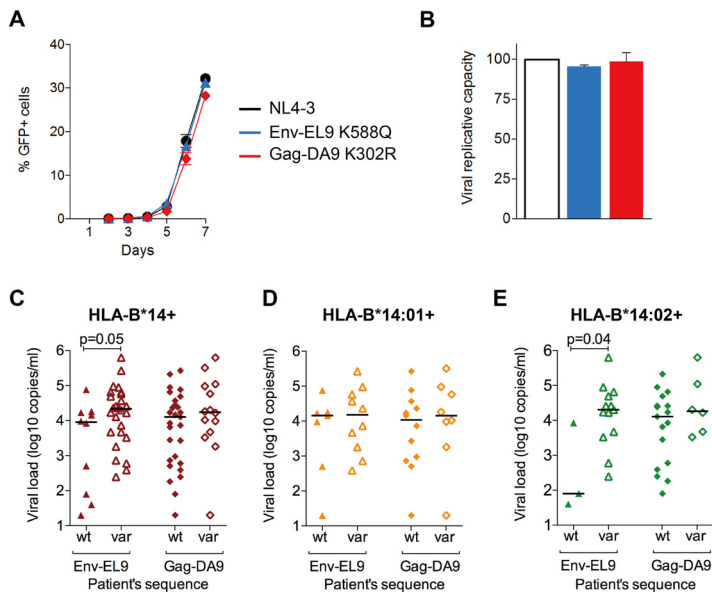 A
% GFP+ cells
40
30
20
10
0
1 3 5 7
Days
NL4-3
Env-EL9 K588Q
Gag-DA9 K302R
B
Viral replicative capacity
125
100
75
50
25
0
C
HLA-B*14+
p=0.05
Viral load (log10 copies/ml)
6
5
4
3
2
1
wt var wt var
Env-EL9 Gag-DA9
Patient's sequence
D
HLA-B*14:01+
Viral load (log10 copies/ml)
6
5
4
3
2
1
wt var wt var
Env-EL9 Gag-DA9
Patient's sequence
E
HLA-B*14:02+
p=0.04
Viral load (log10 copies/ml)
6
5
4
3
2
1
wt var wt var
Env-EL9 Gag-DA9
Patient's sequence